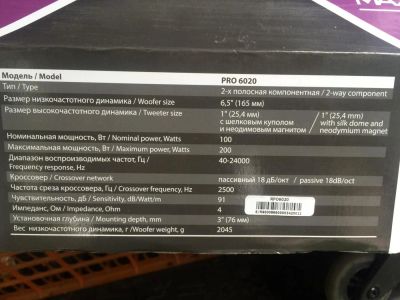 МА
Модель / Model PRO 6020
Тип / Type 2-х полосная компонентная / 2-way component
Размер низкочастотного динамика / Woofer size 6,5" (165 мм)
Размер высокочастотного динамика / Tweeter size 1" (25,4 мм) / 1" (25,4 mm)
с шелковым куполом with silk dome and
и неодимовым магнитом neodymium magnet
Номинальная мощность, Вт / Nominal power, Watts 100
Максимальная мощность, Вт / Maximum power, Watts 200
Диапазон воспроизводимых частот, Гц / 40-24000
Frequency response, Hz
Кроссовер / Crossover network пассивный 18 дБ/окт / passive 18dB/oct
Частота среза кроссовера, Гц / Crossover frequency, Hz 2500
Чувствительность, дБ / Sensitivity, dB/Watt/m 91
Импеданс, Ом / Impedance, Ohm 4
Установочная глубина / Mounting depth, mm 3" (76 мм)
Вес низкочастотного динамика, г / Woofer weight, g 2045
RPO6020